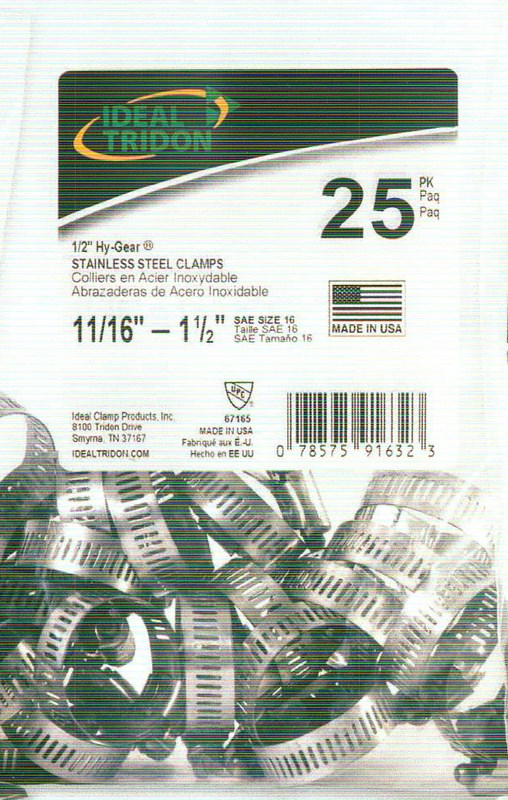 IDEAL
TRIDON
25 PK
Paq
Paq
1/2" Hy-Gear ®
STAINLESS STEEL CLAMPS
Colliers en Acier Inoxydable
Abrazaderas de Acero Inoxidable
11/16" – 1 1/2"
SAE SIZE 16
Taille SAE 16
SAE Tamaño 16
MADE IN USA
Ideal Clamp Products, Inc.
8100 Tridon Drive
Smyrna, TN 37167
IDEALTRIDON.COM
UPC ®
67165
MADE IN USA
Fabriqué aux É.-U.
Hecho en EE UU
0 78575 91632 3